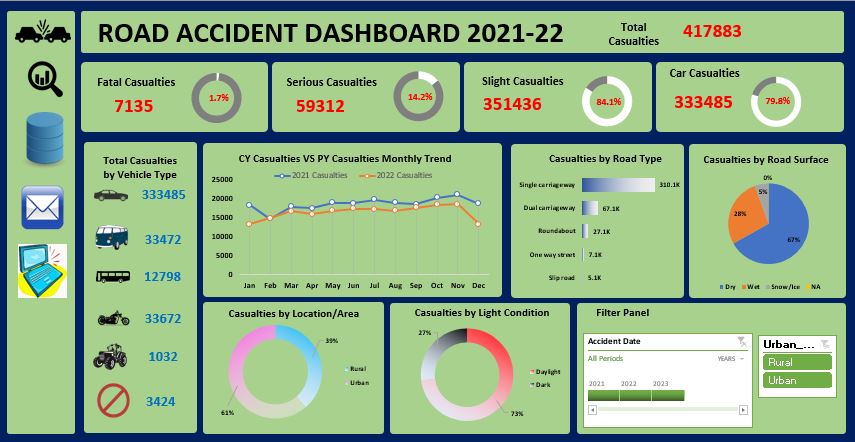 ROAD ACCIDENT DASHBOARD 2021-22
Total
Casualties
417883
Fatal Casualties
7135
1.7%
Serious Casualties
59312
14.2%
Slight Casualties
351436
84.1%
Car Casualties
333485
79.8%
Total Casualties
by Vehicle Type
333485
33472
12798
33672
1032
3424
CY Casualties VS PY Casualties Monthly Trend
2021 Casualties
2022 Casualties
25000
20000
15000
10000
5000
0
Jan Feb Mar Apr May Jun Jul Aug Sep Oct Nov Dec
Casualties by Road Type
Single carriageway 310.1K
Dual carriageway 67.1K
Roundabout 27.1K
One way street 7.1K
Slip road 5.1K
Casualties by Road Surface
0%
5%
28%
67%
Dry Wet Snow/Ice NA
Casualties by Location/Area
39%
Rural
Urban
61%
Casualties by Light Condition
27%
Daylight
Dark
73%
Filter Panel
Accident Date
All Periods YEARS
2021 2022 2023
Urban_...
Rural
Urban